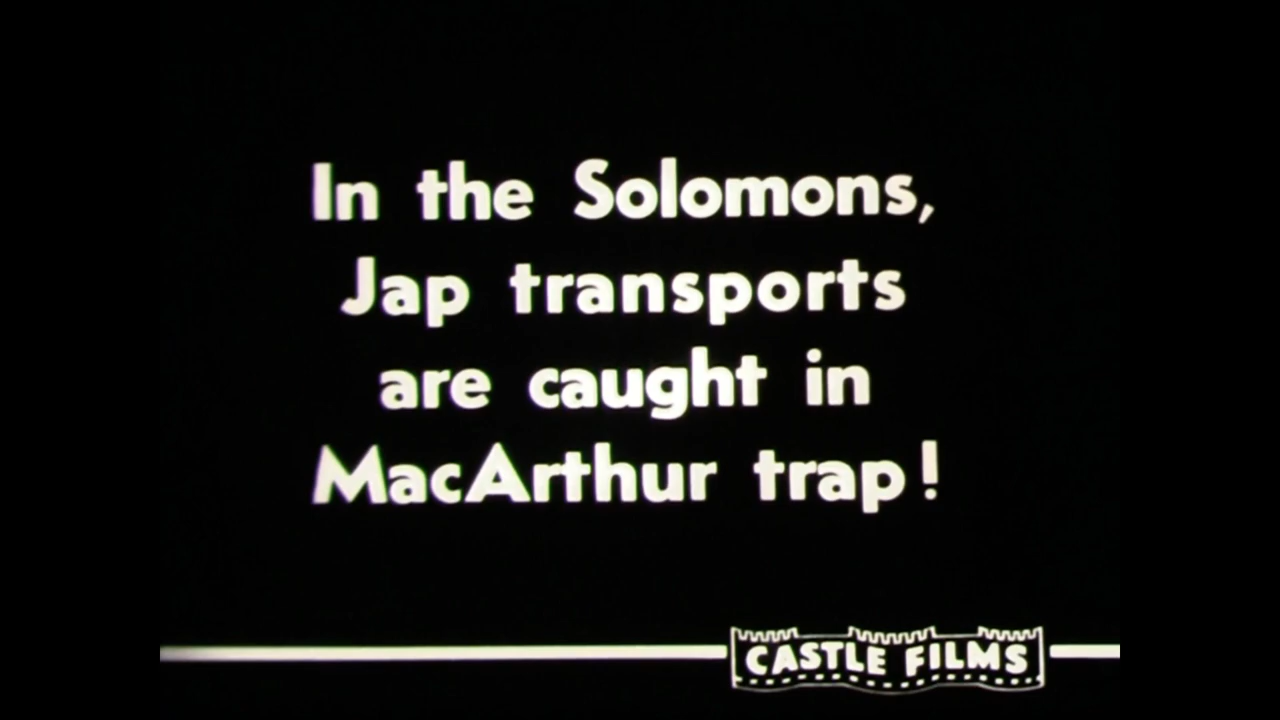 In the Solomons,
Jap transports
are caught in
MacArthur trap!
CASTLE FILMS